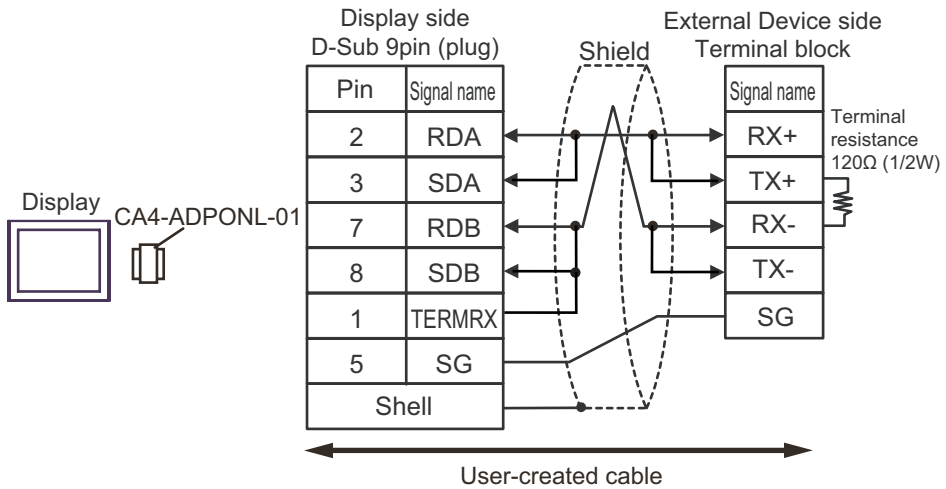 Display side
D-Sub 9pin (plug)
External Device side
Terminal block
Shield
Pin Signal name
Signal name
2 RDA
RX+
Terminal
resistance
120Ω (1/2W)
3 SDA
TX+
Display
CA4-ADPONL-01
7 RDB
RX-
8 SDB
TX-
1 TERMRX
SG
5 SG
Shell
User-created cable